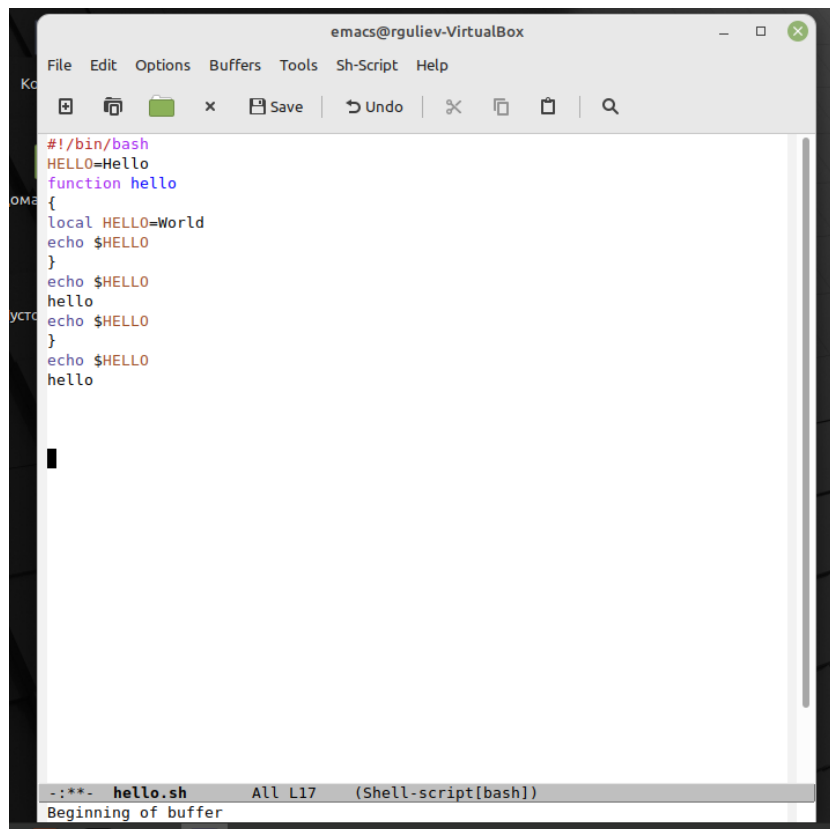 emacs@rguliev-VirtualBox
File Edit Options Buffers Tools Sh-Script Help
Save Undo
#!/bin/bash
HELLO=Hello
function hello
{
local HELLO=World
echo $HELLO
}
echo $HELLO
hello
echo $HELLO
}
echo $HELLO
hello
-:**- hello.sh All L17 (Shell-script[bash])
Beginning of buffer